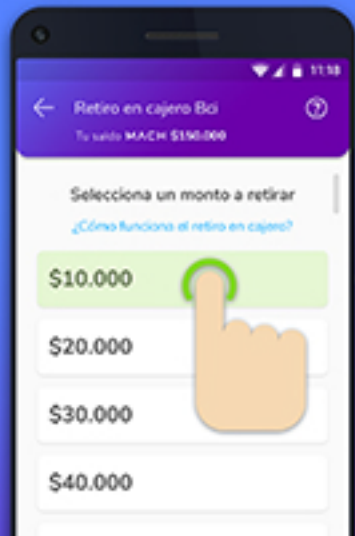 11:18
Retiro en cajero Bci
Tu saldo MACH $150.000
Selecciona un monto a retirar
¿Cómo funciona el retiro en cajero?
$10.000
$20.000
$30.000
$40.000